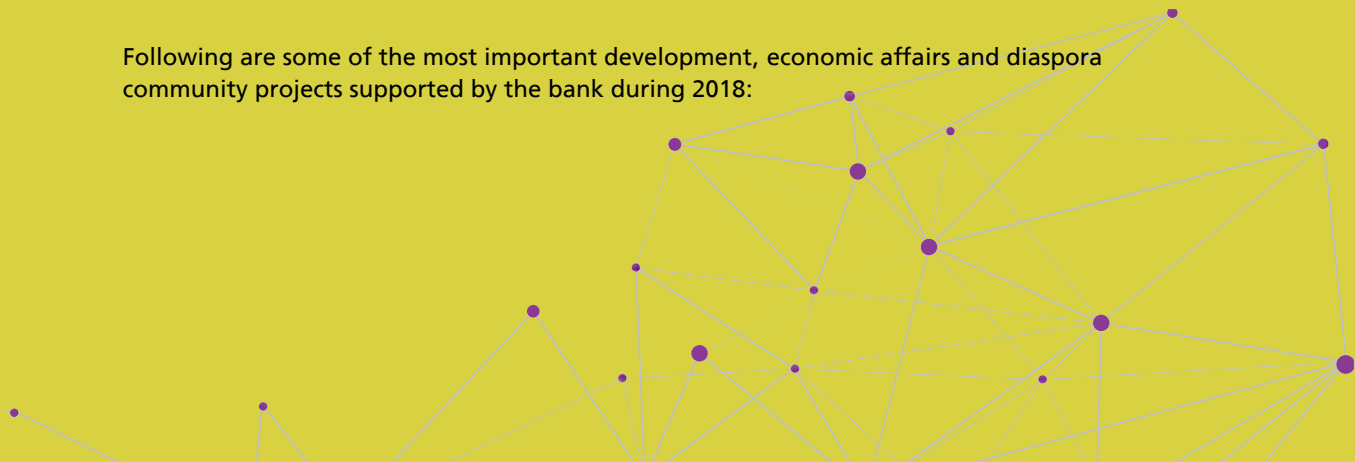 Following are some of the most important development, economic affairs and diaspora
community projects supported by the bank during 2018: